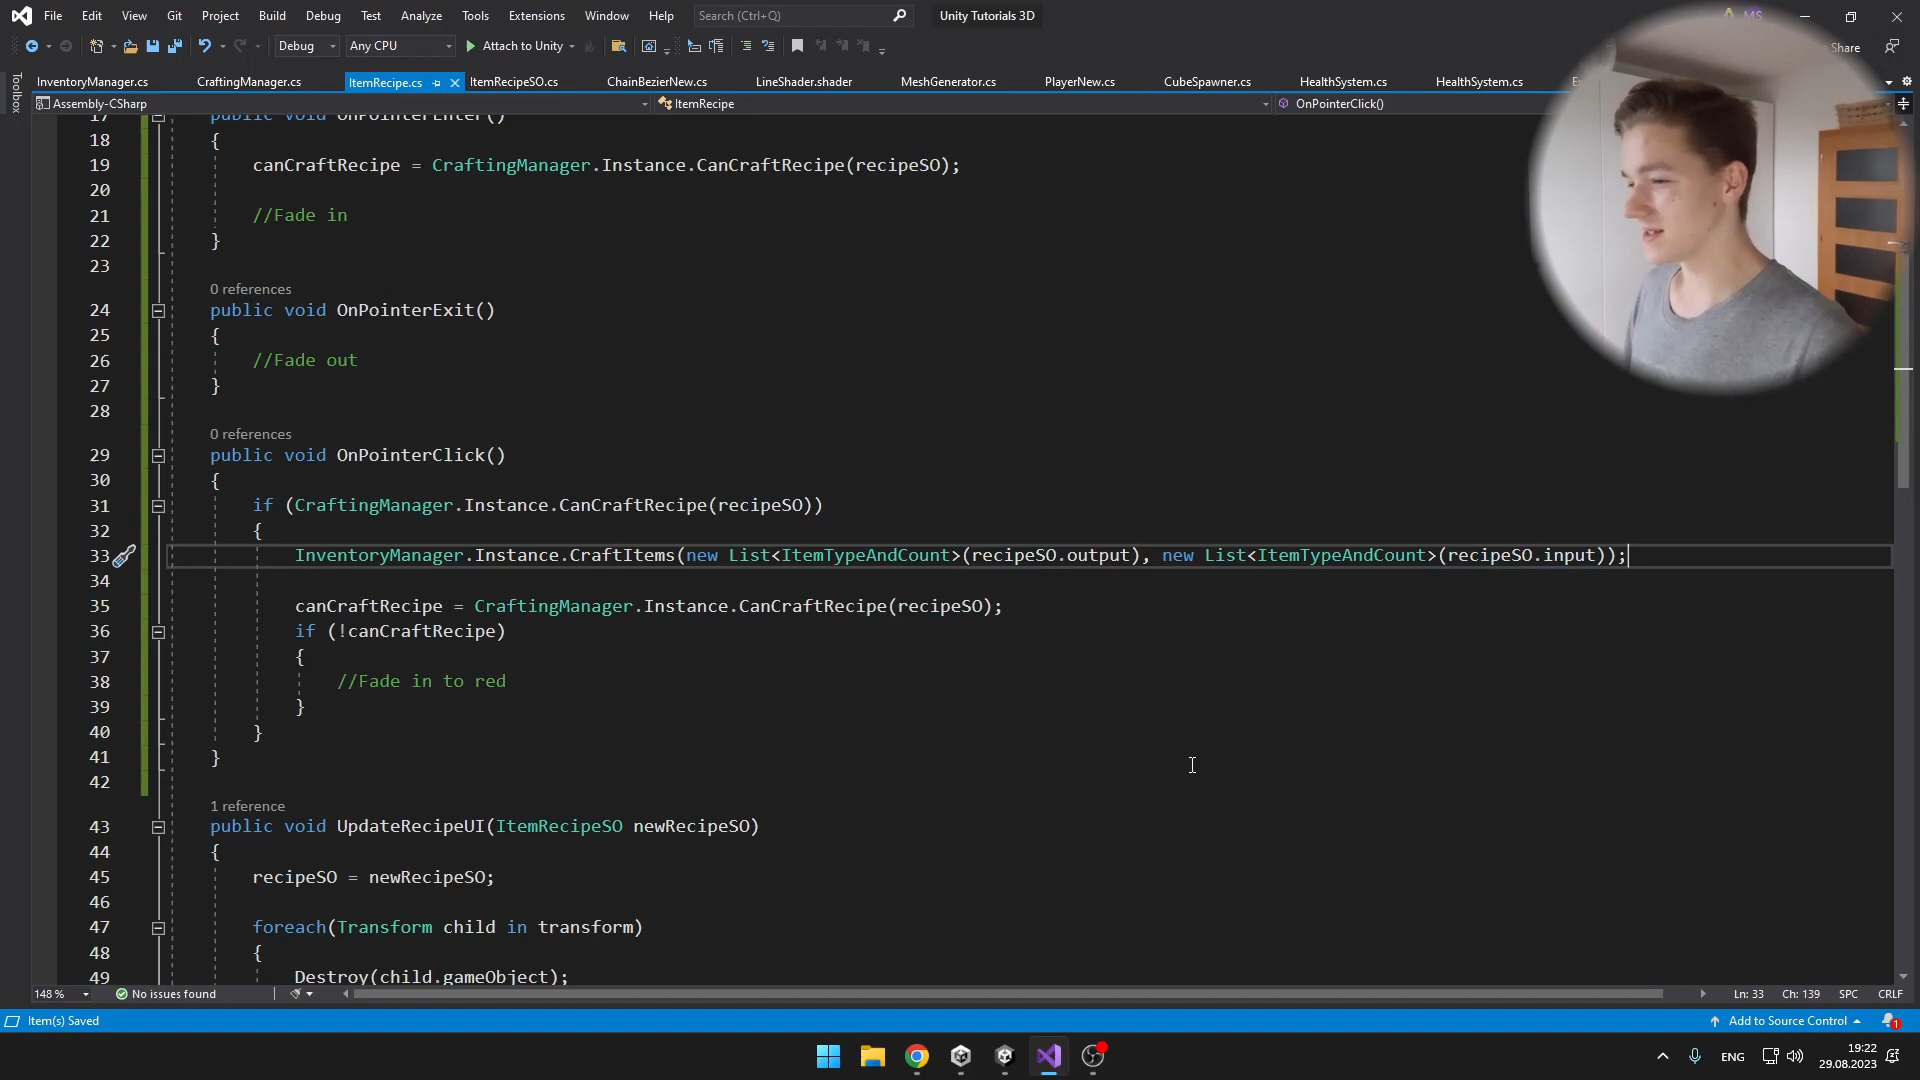 File Edit View Git Project Build Debug Test Analyze Tools Extensions Window Help Search (Ctrl+Q) Unity Tutorials 3D MS
Debug Any CPU Attach to Unity Share
Toolbox
InventoryManager.cs CraftingManager.cs ItemRecipe.cs ItemRecipeSO.cs ChainBezierNew.cs LineShader.shader MeshGenerator.cs PlayerNew.cs CubeSpawner.cs HealthSystem.cs HealthSystem.cs
Assembly-CSharp ItemRecipe OnPointerClick()
17 public void OnPointerEnter()
18 {
19 canCraftRecipe = CraftingManager.Instance.CanCraftRecipe(recipeSO);
20
21 //Fade in
22 }
23
0 references
24 public void OnPointerExit()
25 {
26 //Fade out
27 }
28
0 references
29 public void OnPointerClick()
30 {
31 if (CraftingManager.Instance.CanCraftRecipe(recipeSO))
32 {
33 InventoryManager.Instance.CraftItems(new List<ItemTypeAndCount>(recipeSO.output), new List<ItemTypeAndCount>(recipeSO.input));
34
35 canCraftRecipe = CraftingManager.Instance.CanCraftRecipe(recipeSO);
36 if (!canCraftRecipe)
37 {
38 //Fade in to red
39 }
40 }
41 }
42
1 reference
43 public void UpdateRecipeUI(ItemRecipeSO newRecipeSO)
44 {
45 recipeSO = newRecipeSO;
46
47 foreach(Transform child in transform)
48 {
49 Destroy(child.gameObject);
148 % No issues found Ln: 33 Ch: 139 SPC CRLF
Item(s) Saved Add to Source Control 1
ENG 19:22
29.08.2023